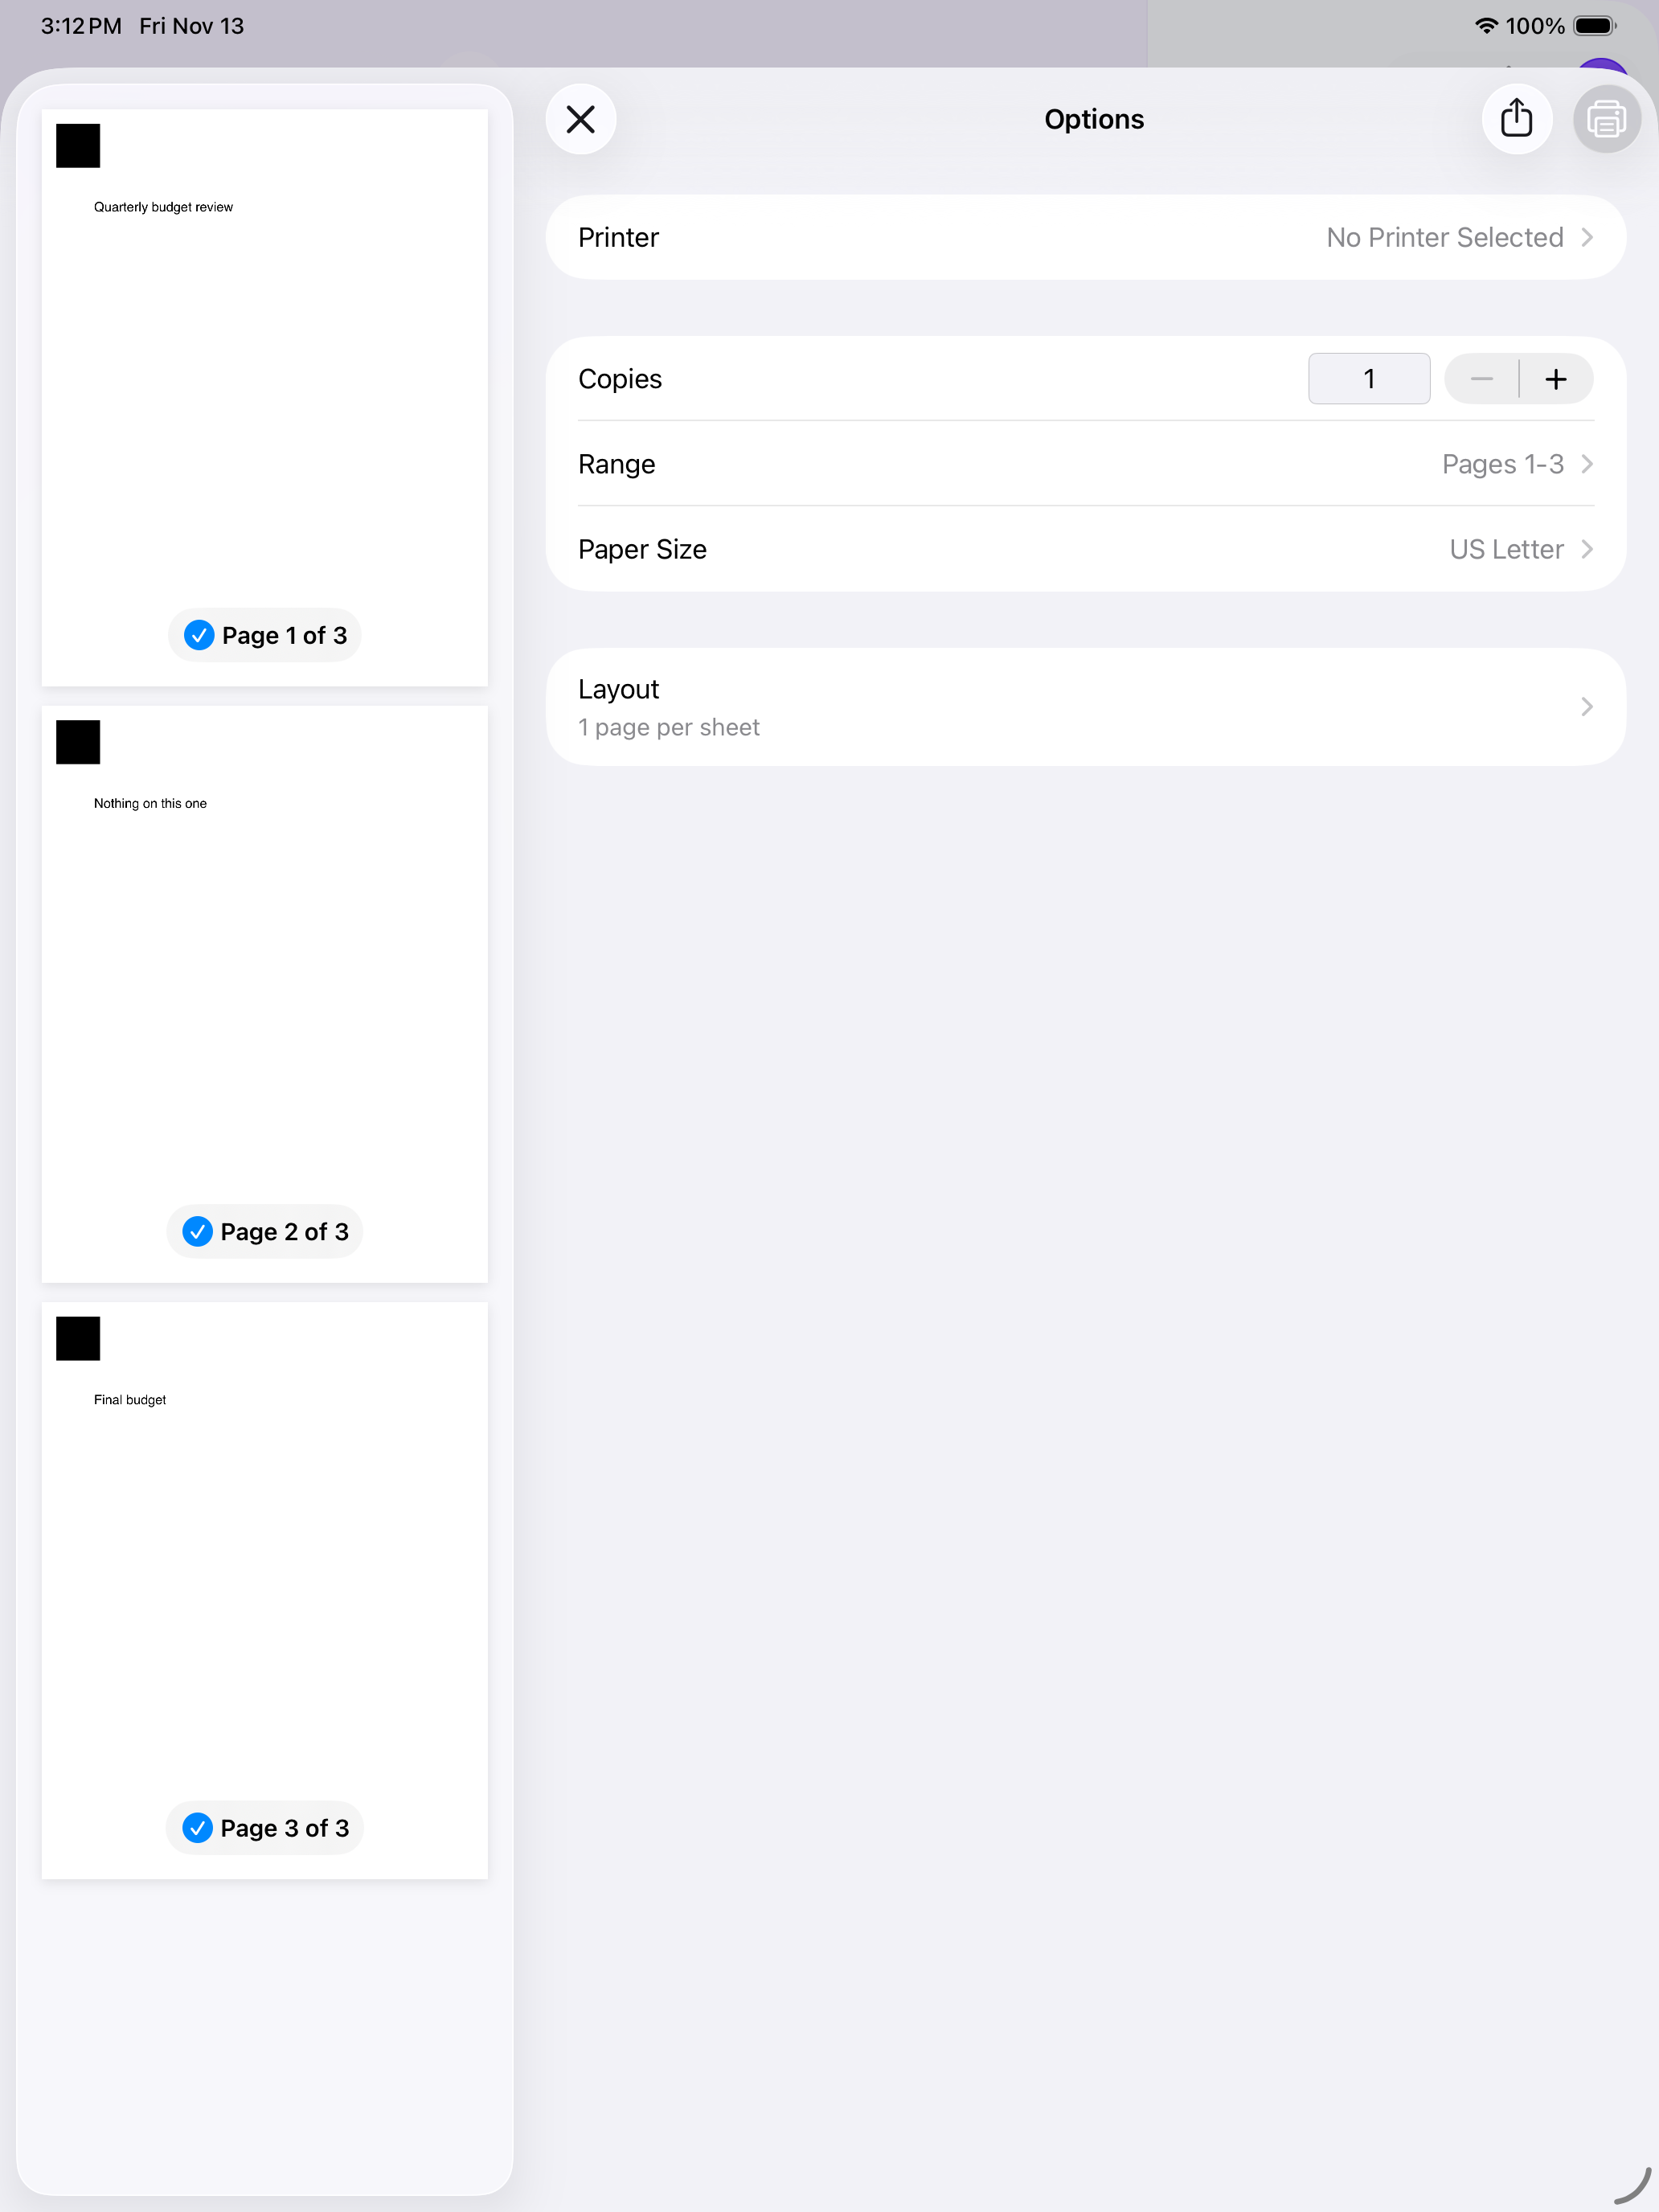 3:12 PM Fri Nov 13
100%
Options
Quarterly budget review
Page 1 of 3
Nothing on this one
Page 2 of 3
Final budget
Page 3 of 3
Printer No Printer Selected
Copies 1
Range Pages 1-3
Paper Size US Letter
Layout
1 page per sheet